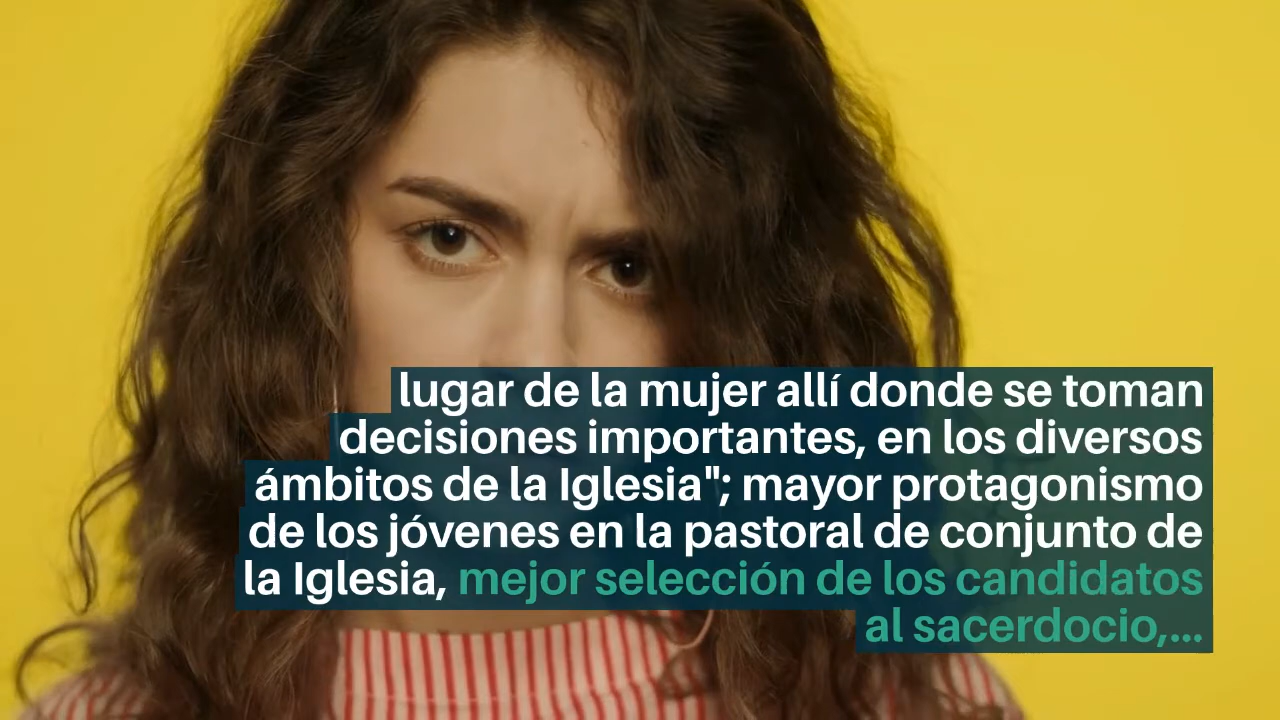 lugar de la mujer allí donde se toman
decisiones importantes, en los diversos
ámbitos de la Iglesia"; mayor protagonismo
de los jóvenes en la pastoral de conjunto de
la Iglesia, mejor selección de los candidatos
al sacerdocio,...